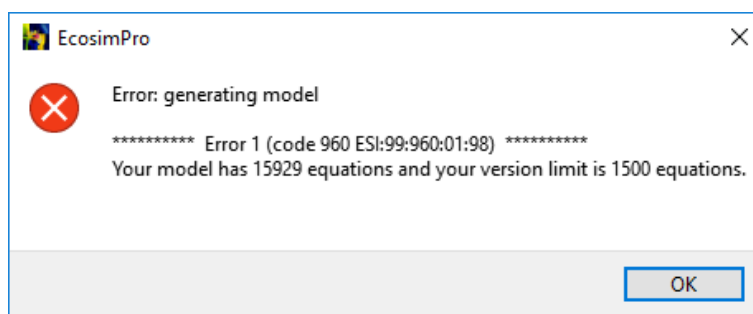 EcosimPro
Error: generating model
********** Error 1 (code 960 ESI:99:960:01:98) **********
Your model has 15929 equations and your version limit is 1500 equations.
OK